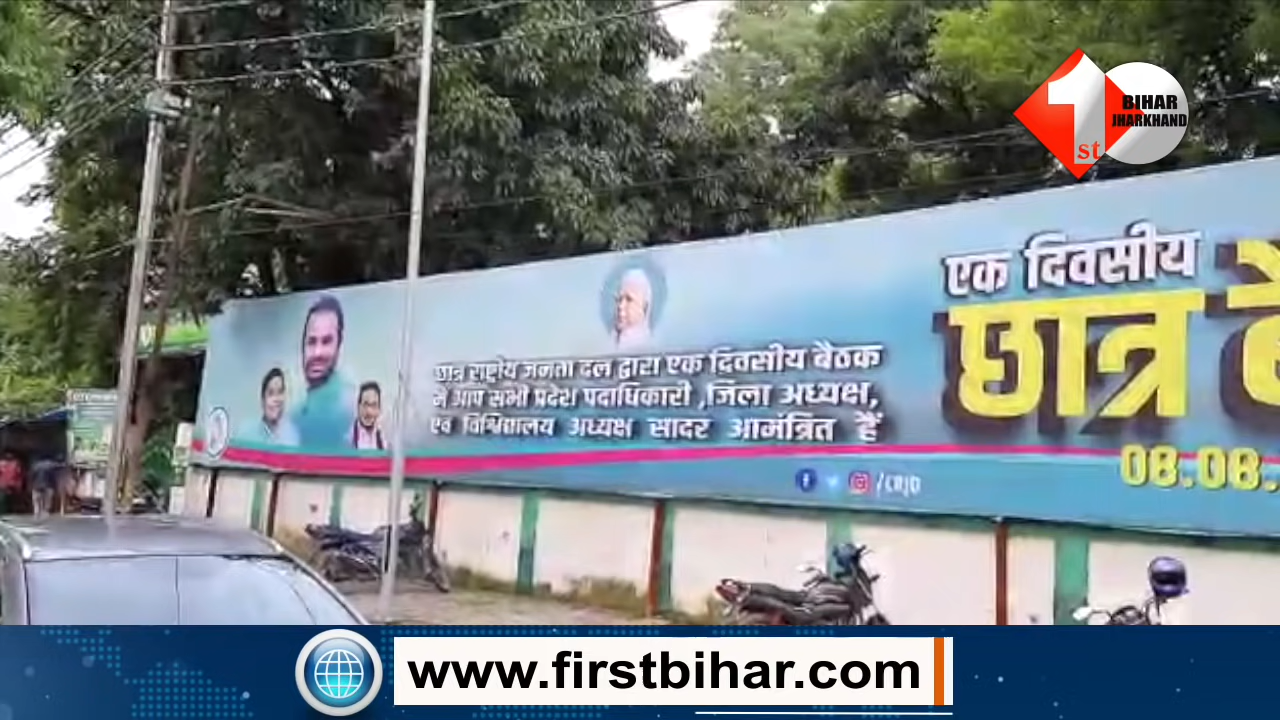 1st
BIHAR
JHARKHAND
एक दिवसीय
छात्र
छात्र राष्ट्रीय जनता दल द्वारा एक दिवसीय बैठक
में आप सभी प्रदेश पदाधिकारी ,जिला अध्यक्ष,
एवं विश्विद्यालय अध्यक्ष सादर आमंत्रित हैं
08.08.
www.firstbihar.com